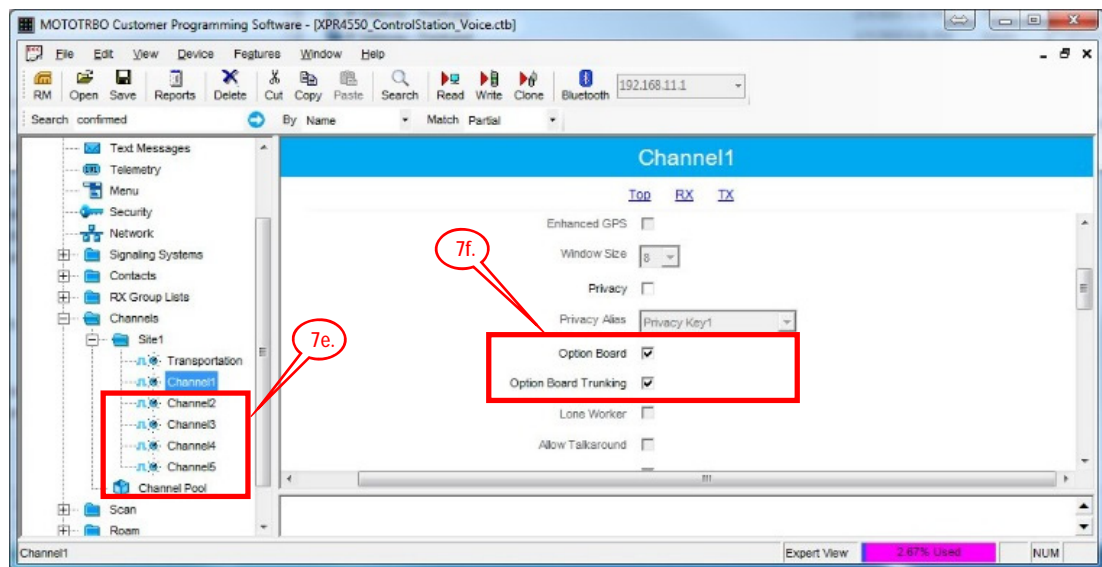 MOTOTRBO Customer Programming Software - [XPR4550_ControlStation_Voice.ctb]
File Edit View Device Features Window Help
RM Open Save Reports Delete Cut Copy Paste Search Read Write Clone Bluetooth 192.168.11.1
Search confirmed By Name Match Partial
Text Messages
Telemetry
Menu
Security
Network
Signaling Systems
Contacts
RX Group Lists
Channels
Site1
Transportation
Channel1
Channel2
Channel3
Channel4
Channel5
Channel Pool
Scan
Roam
7e.
Channel1
Top RX TX
Enhanced GPS
7f.
Window Size 8
Privacy
Privacy Alias Privacy Key1
Option Board
Option Board Trunking
Lone Worker
Allow Talkaround
Channel1 Expert View 2.67% Used NUM